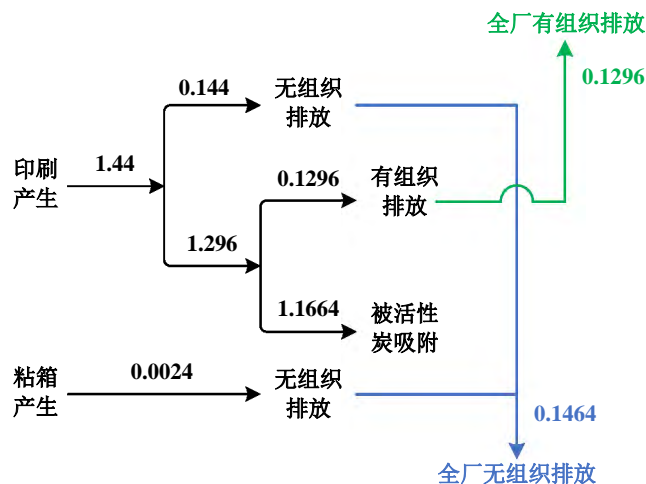 全厂有组织排放
0.1296
0.144
无组织
排放
印刷
产生
1.44
0.1296
有组织
排放
1.296
1.1664
被活性
炭吸附
粘箱
产生
0.0024
无组织
排放
0.1464
全厂无组织排放